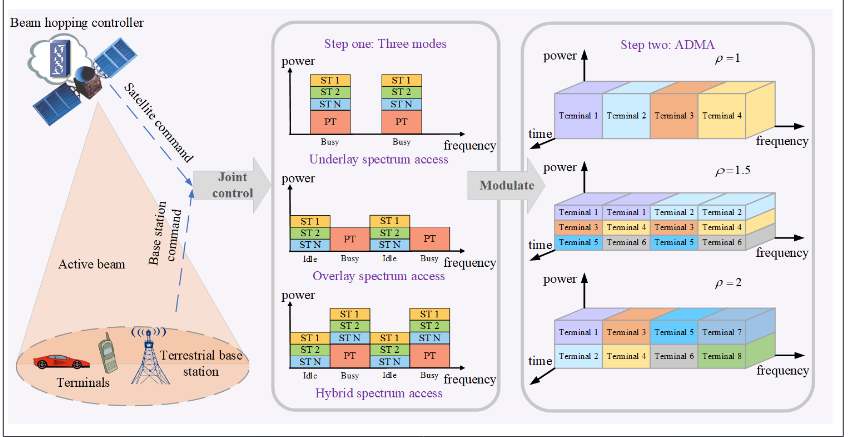 Beam hopping controller
Satellite command
Base station
command
Active beam
Terrestrial base
station
Terminals
Joint
control
Step one: Three modes
power
ST 1
ST 2
ST N
PT
ST 1
ST 2
ST N
PT
Busy
Busy
frequency
Underlay spectrum access
power
ST 1
ST 2
ST N
PT
ST 1
ST 2
ST N
PT
Idle
Busy
Idle
Busy
frequency
Overlay spectrum access
power
ST 1
ST 2
ST N
ST 1
ST 2
ST N
PT
ST 1
ST 2
ST N
ST 1
ST 2
ST N
PT
Idle
Busy
Idle
Busy
frequency
Hybrid spectrum access
Modulate
Step two: ADMA
power
ρ=1
Terminal 1 Terminal 2 Terminal 3 Terminal 4
time
frequency
power
ρ=1.5
Terminal 1 Terminal 1 Terminal 2 Terminal 2
Terminal 3 Terminal 4 Terminal 3 Terminal 4
Terminal 5 Terminal 6 Terminal 5 Terminal 6
time
frequency
power
ρ=2
Terminal 1 Terminal 3 Terminal 5 Terminal 7
Terminal 2 Terminal 4 Terminal 6 Terminal 8
time
frequency